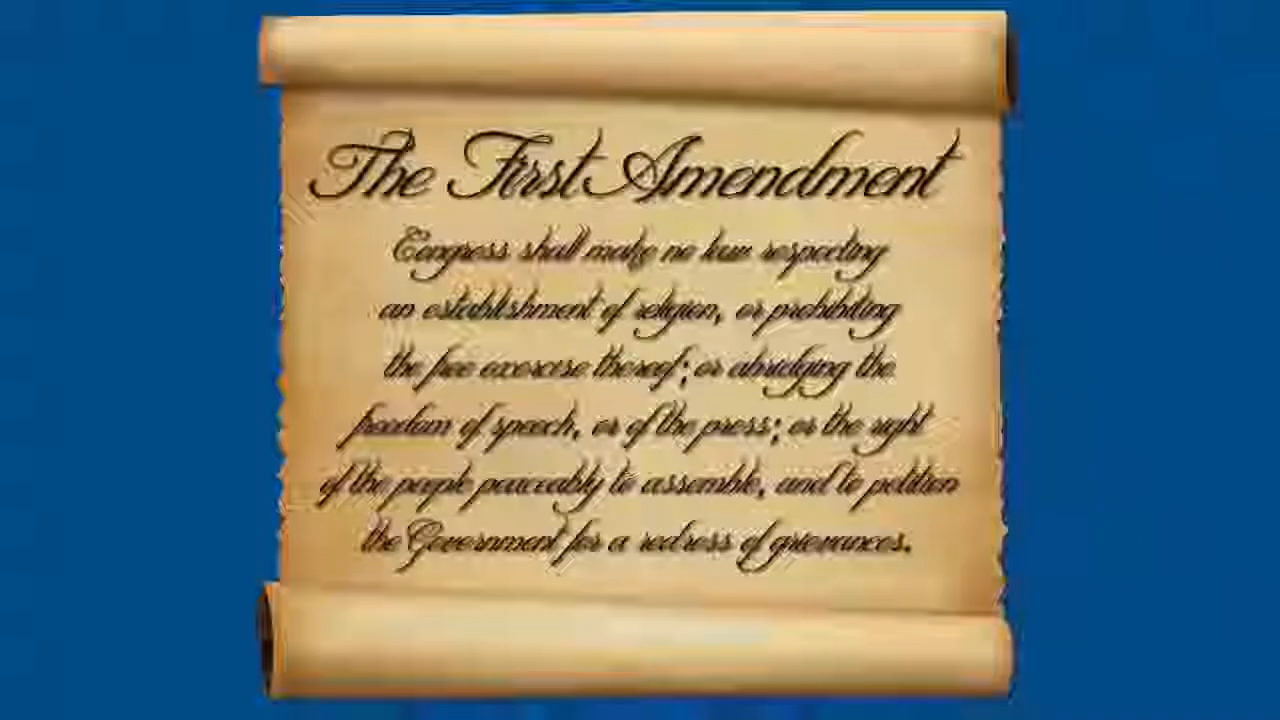 The First Amendment
Congress shall make no law respecting
an establishment of religion, or prohibiting
the free exercise thereof; or abridging the
freedom of speech, or of the press; or the right
of the people peaceably to assemble, and to petition
the Government for a redress of grievances.